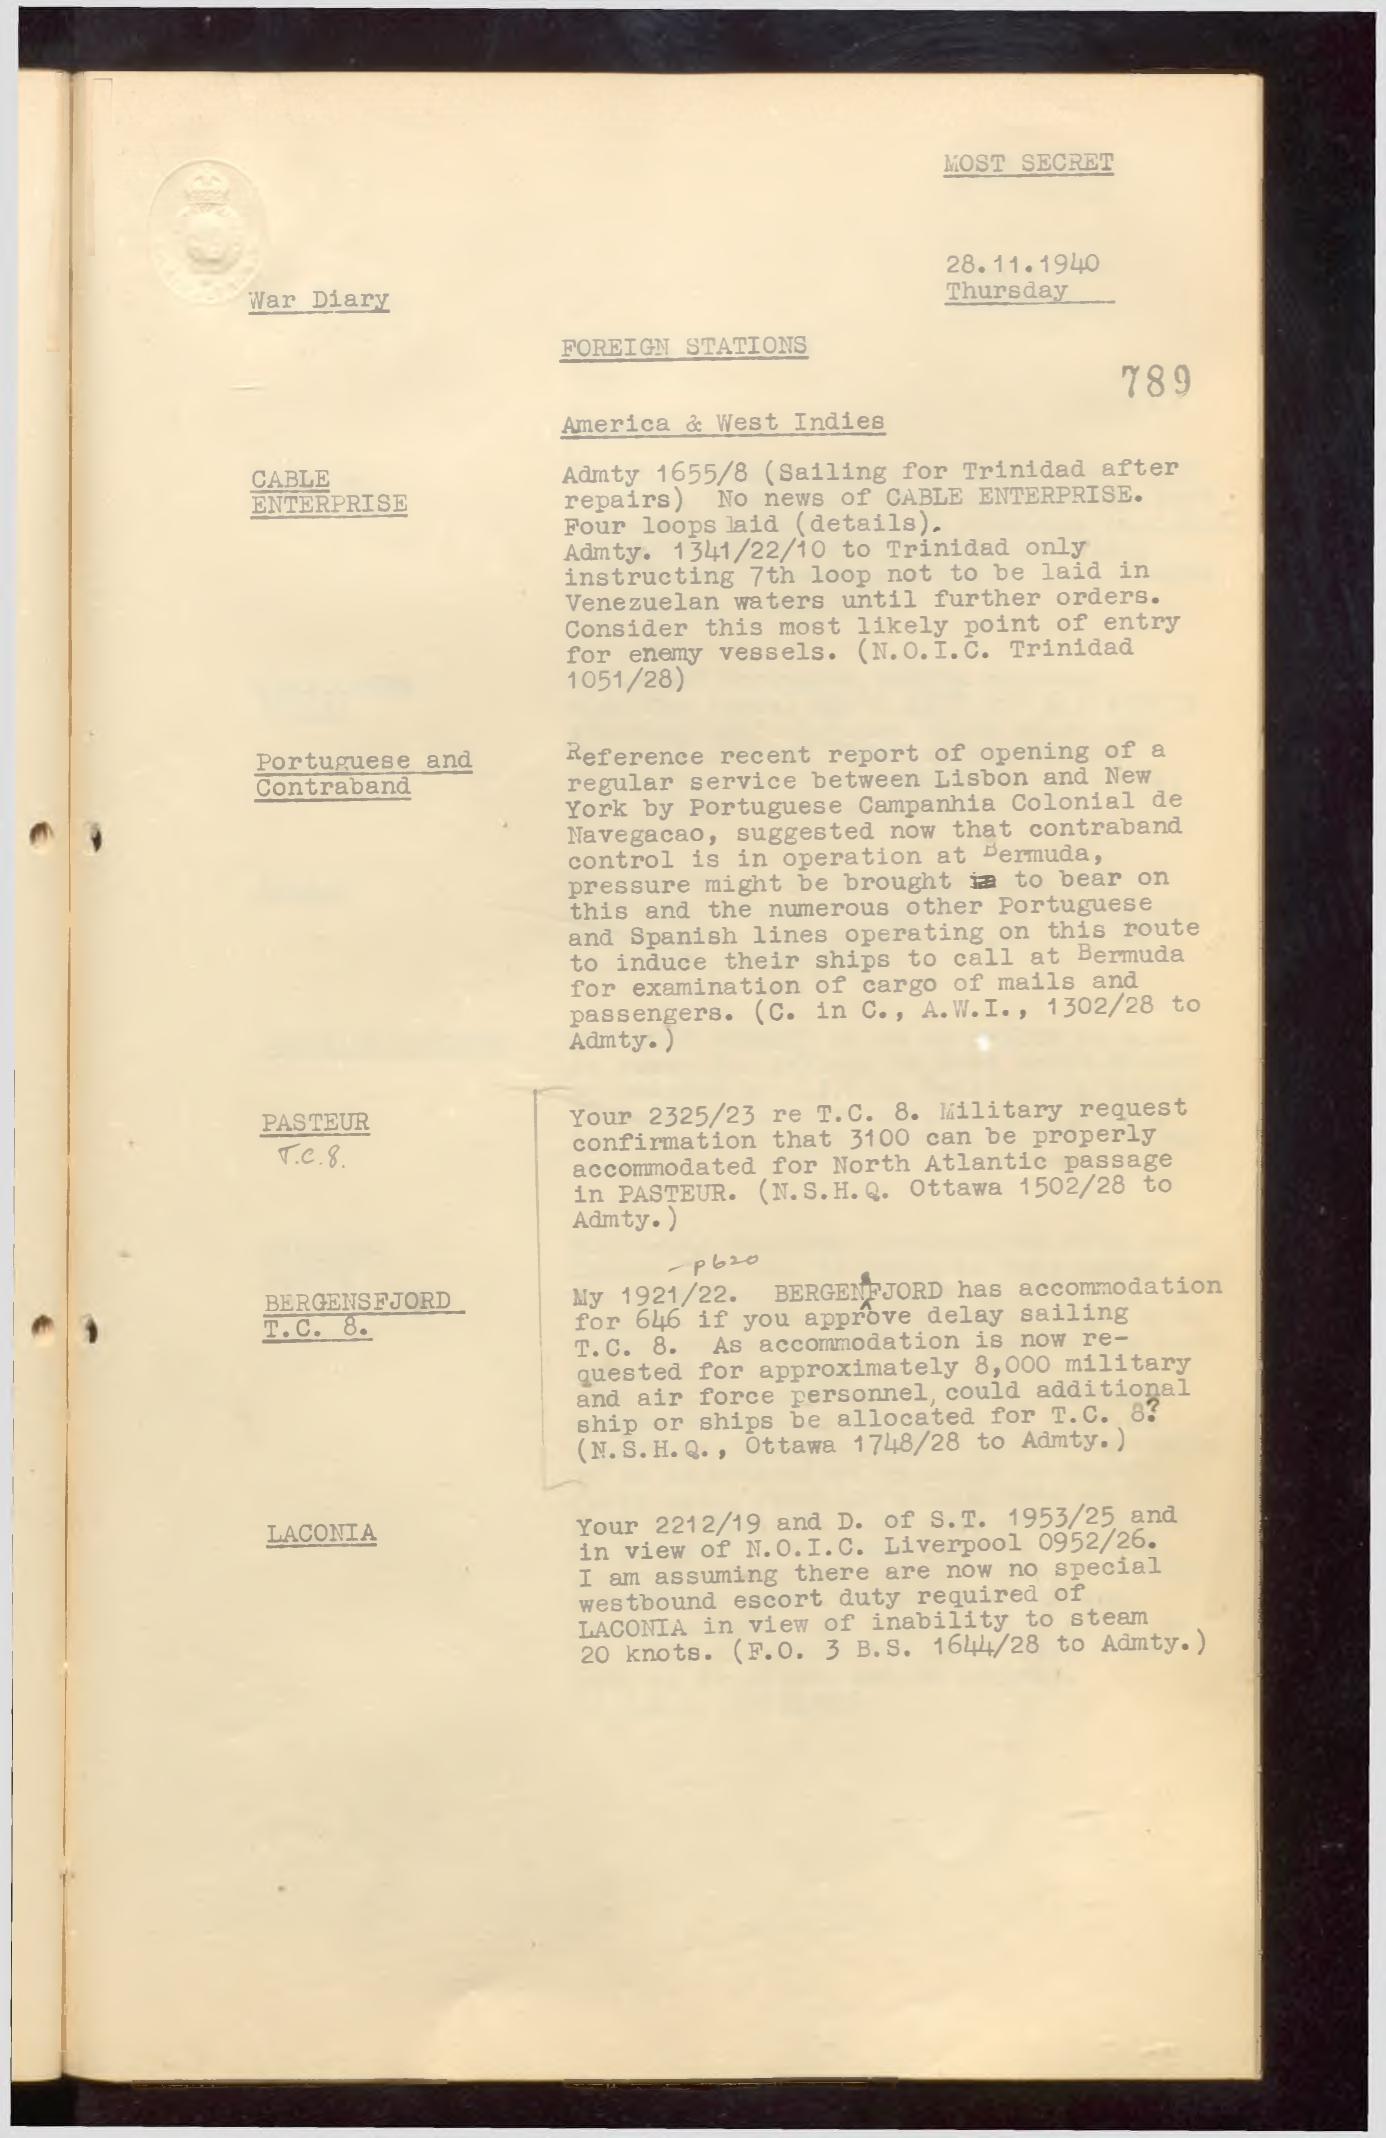 MOST SECRET
28.11.1940
Thursday
War Diary
FOREIGN STATIONS
789
America & West Indies
CABLE
ENTERPRISE
Admty 1655/8 (Sailing for Trinidad after
repairs) No news of CABLE ENTERPRISE.
Four loops laid (details).
Admty. 1341/22/10 to Trinidad only
instructing 7th loop not to be laid in
Venezuelan waters until further orders.
Consider this most likely point of entry
for enemy vessels. (N.O.I.C. Trinidad
1051/28)
Portuguese and
Contraband
Reference recent report of opening of a
regular service between Lisbon and New
York by Portuguese Campanhia Colonial de
Navegacao, suggested now that contraband
control is in operation at Bermuda,
pressure might be brought to bear on
this and the numerous other Portuguese
and Spanish lines operating on this route
to induce their ships to call at Bermuda
for examination of cargo of mails and
passengers. (C. in C., A.W.I., 1302/28 to
Admty.)
PASTEUR
T.C.8.
Your 2325/23 re T.C. 8. Military request
confirmation that 3100 can be properly
accommodated for North Atlantic passage
in PASTEUR. (N.S.H.Q. Ottawa 1502/28 to
Admty.)
– p620
BERGENSFJORD
T.C. 8.
My 1921/22. BERGENSFJORD has accommodation
for 646 if you approve delay sailing
T.C. 8. As accommodation is now re-
quested for approximately 8,000 military
and air force personnel, could additional
ship or ships be allocated for T.C. 8?
(N.S.H.Q., Ottawa 1748/28 to Admty.)
LACONIA
Your 2212/19 and D. of S.T. 1953/25 and
in view of N.O.I.C. Liverpool 0952/26.
I am assuming there are now no special
westbound escort duty required of
LACONIA in view of inability to steam
20 knots. (F.O. 3 B.S. 1644/28 to Admty.)